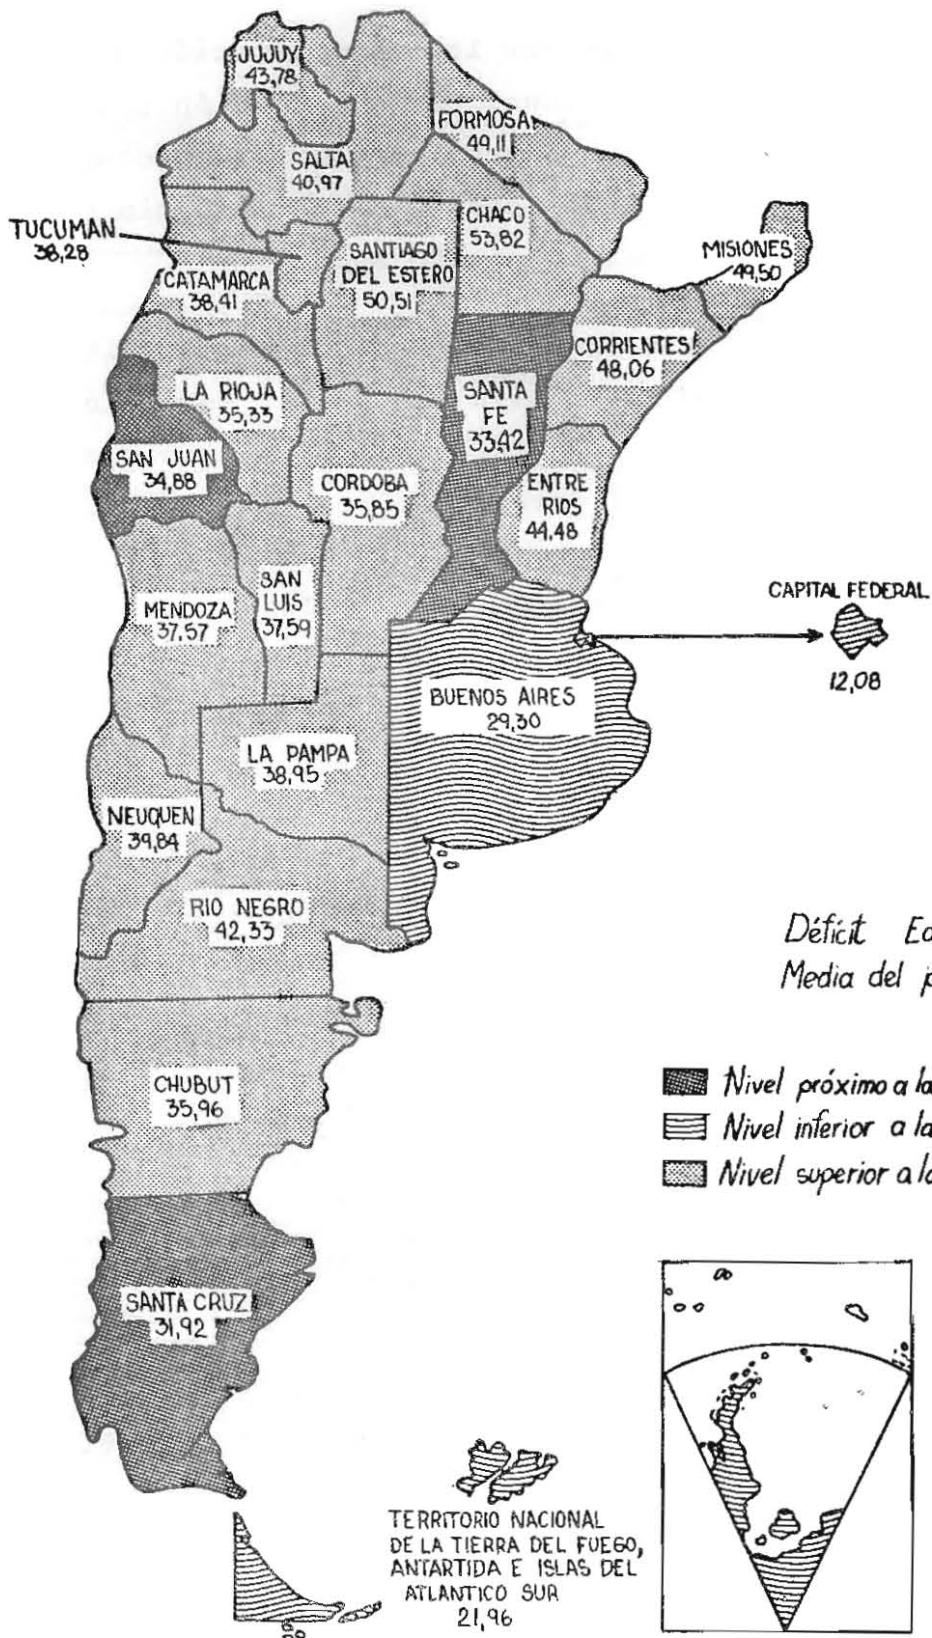 JUJUY
43,78
FORMOSA
49,11
SALTA
40,97
CHACO
53,82
TUCUMAN
38,28
SANTIAGO
DEL ESTERO
50,51
MISIONES
49,50
CATAMARCA
38,41
CORRIENTES
48,06
LA RIOJA
35,33
SANTA
FE
33,42
SAN JUAN
34,88
CORDOBA
35,85
ENTRE
RIOS
44,48
SAN
LUIS
37,59
MENDOZA
37,57
CAPITAL FEDERAL
12,08
BUENOS AIRES
29,30
LA PAMPA
38,95
NEUQUEN
39,84
RIO NEGRO
42,33
Déficit
Media del
CHUBUT
35,96
Nivel próximo a la
Nivel inferior a la
Nivel superior a la
SANTA CRUZ
31,92
TERRITORIO NACIONAL
DE LA TIERRA DEL FUEGO,
ANTARTIDA E ISLAS DEL
ATLANTICO SUR
21,96